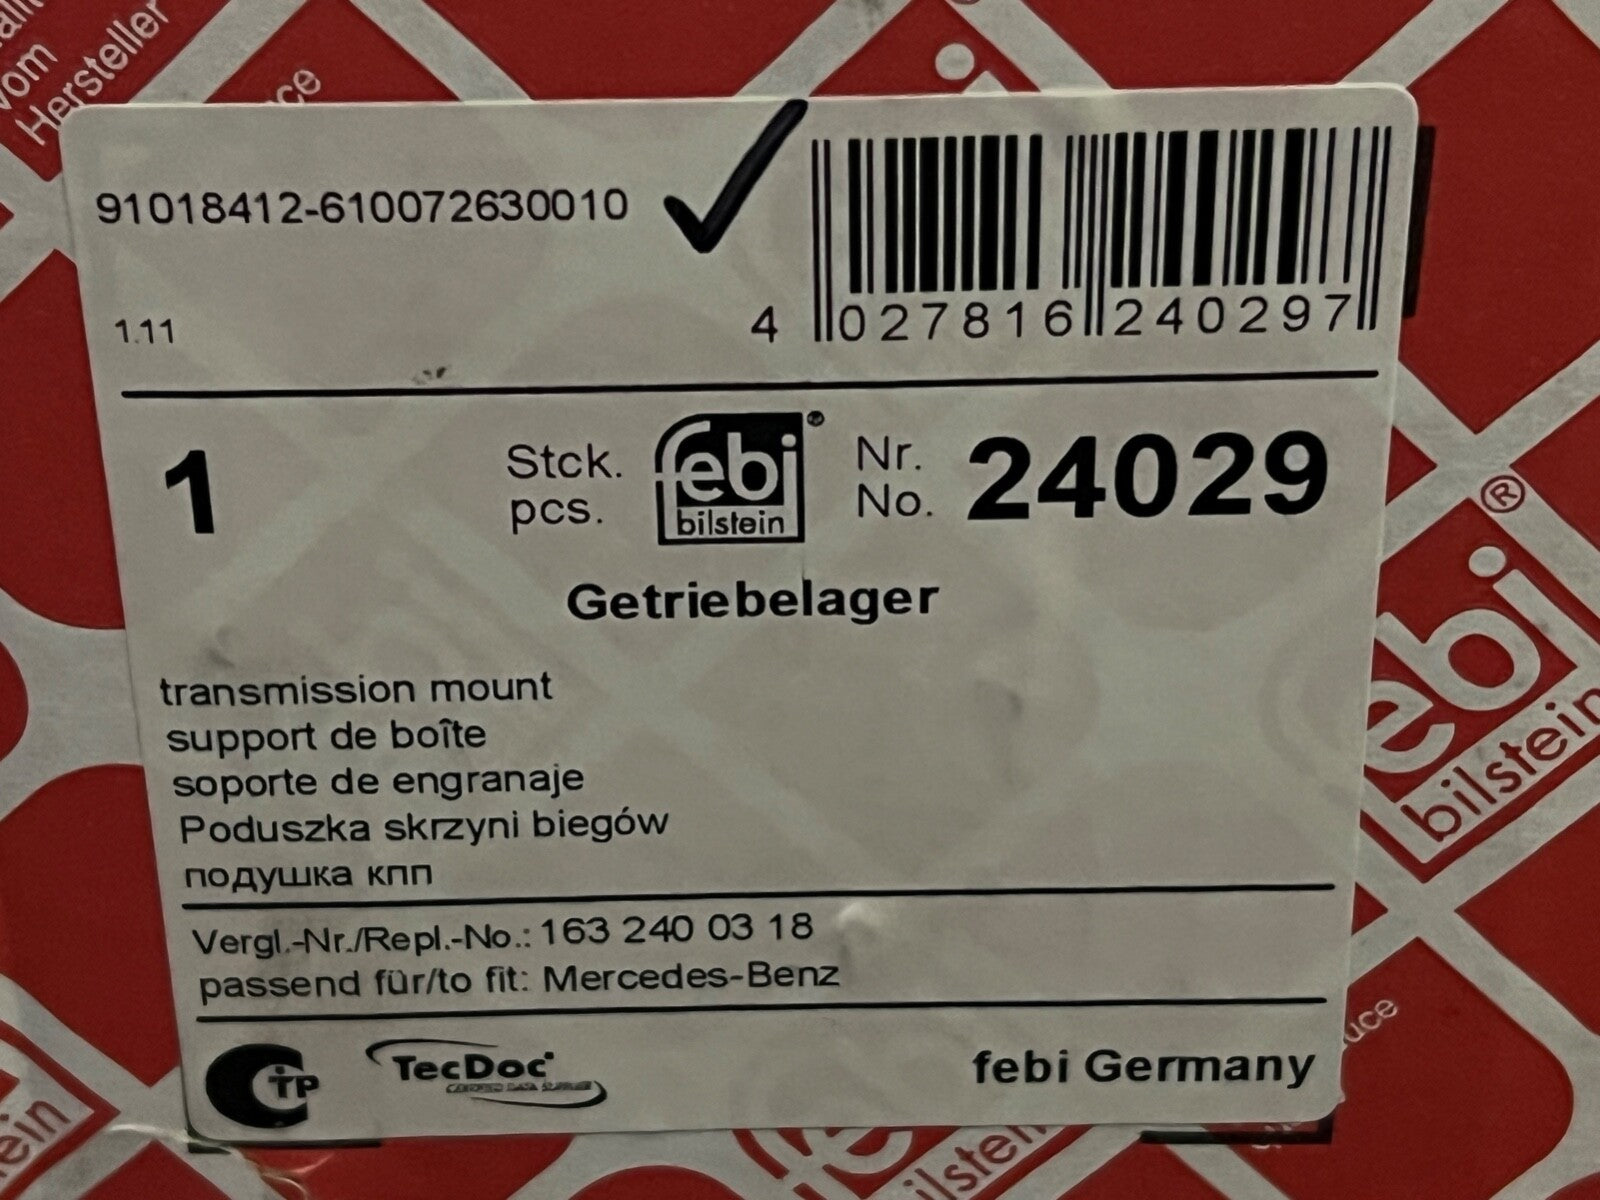 vom
Hersteller
91018412-610072630010
1.11
4 027816 240297
1
Stck.
pcs.
febi
bilstein
Nr.
No.
24029
Getriebelager
transmission mount
support de boîte
soporte de engranaje
Poduszka skrzyni biegów
подушка кпп
Vergl.-Nr./Repl.-No.: 163 240 03 18
passend für/to fit: Mercedes-Benz
TecDoc
febi Germany
febi
bilstein
®